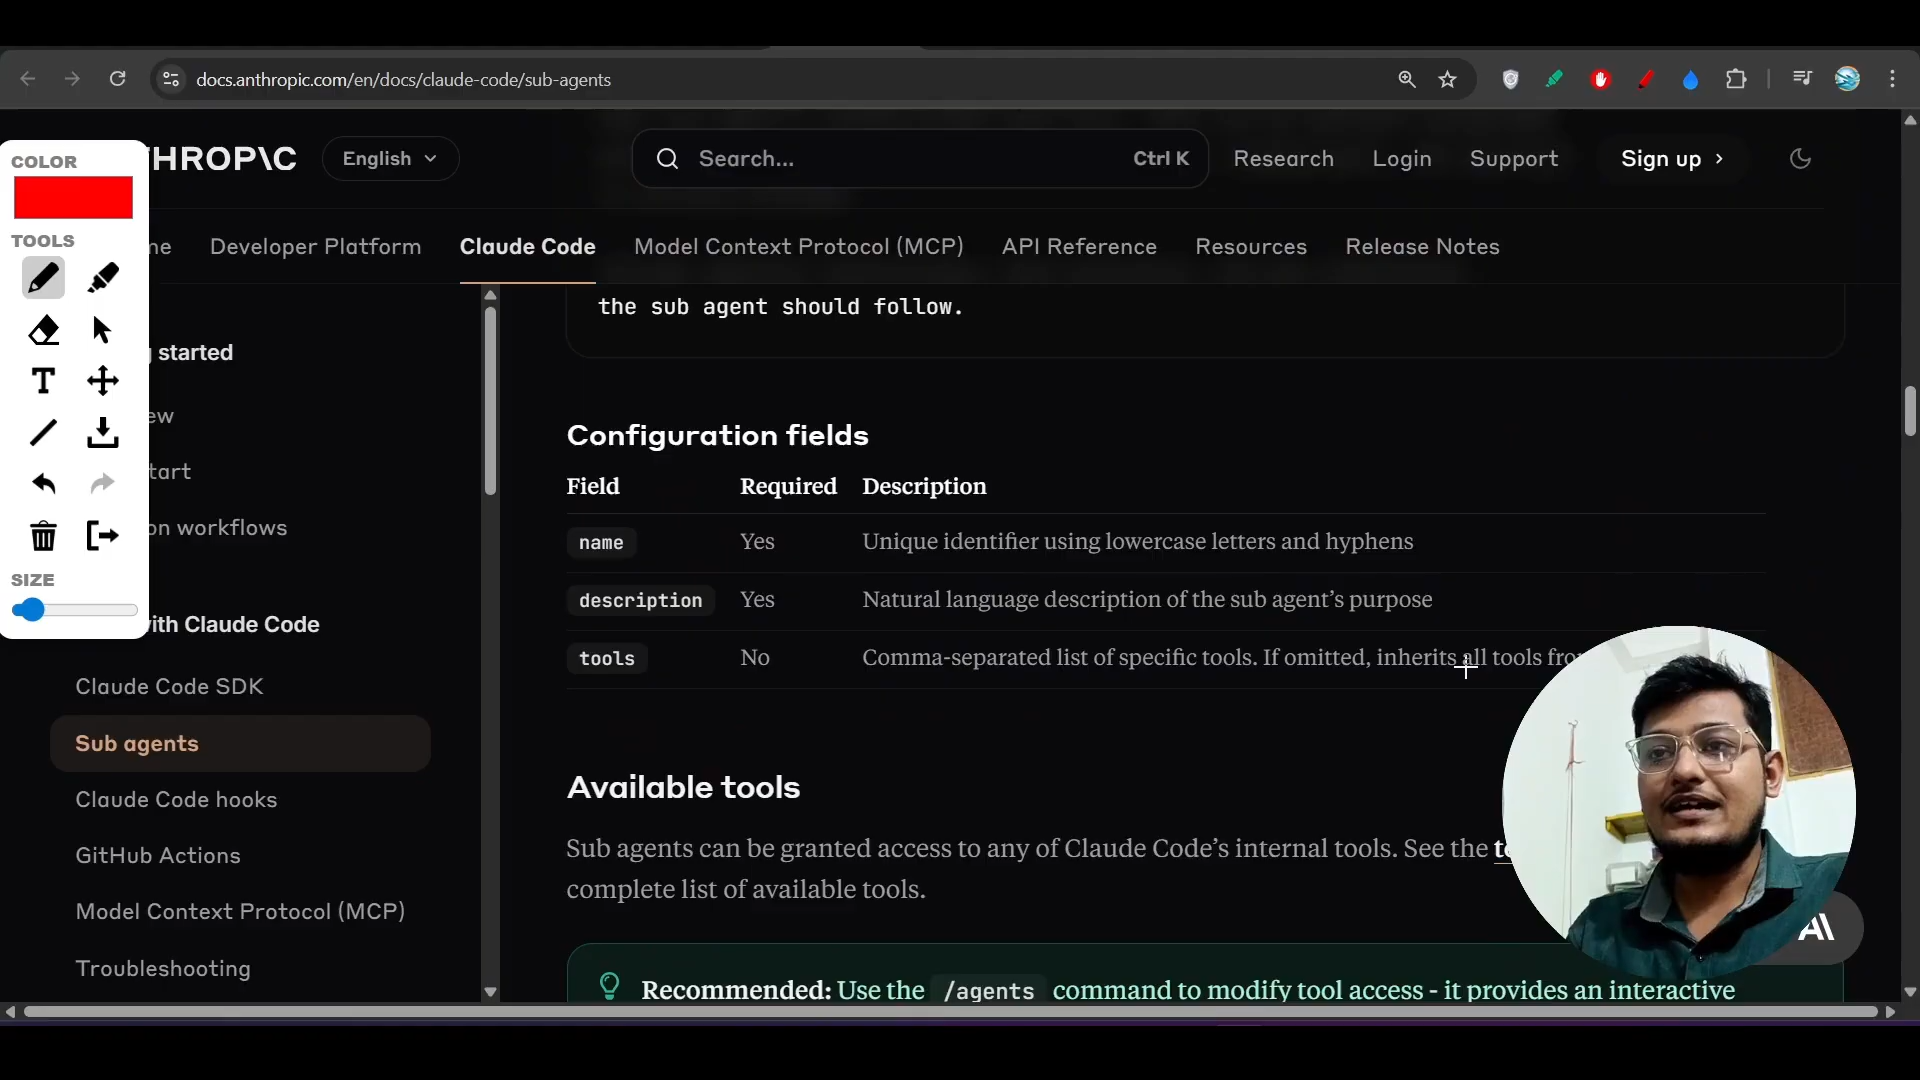 docs.anthropic.com/en/docs/claude-code/sub-agents
COLOR
TOOLS
SIZE
THROP\C
English
Search...
Ctrl K
Research
Login
Support
Sign up
Developer Platform
Claude Code
Model Context Protocol (MCP)
API Reference
Resources
Release Notes
started
with Claude Code
Claude Code SDK
Sub agents
Claude Code hooks
GitHub Actions
Model Context Protocol (MCP)
Troubleshooting
the sub agent should follow.
Configuration fields
Field Required Description
name Yes Unique identifier using lowercase letters and hyphens
description Yes Natural language description of the sub agent's purpose
tools No Comma-separated list of specific tools. If omitted, inherits all tools
Available tools
Sub agents can be granted access to any of Claude Code's internal tools. See the
complete list of available tools.
Recommended: Use the /agents command to modify tool access - it provides an interactive